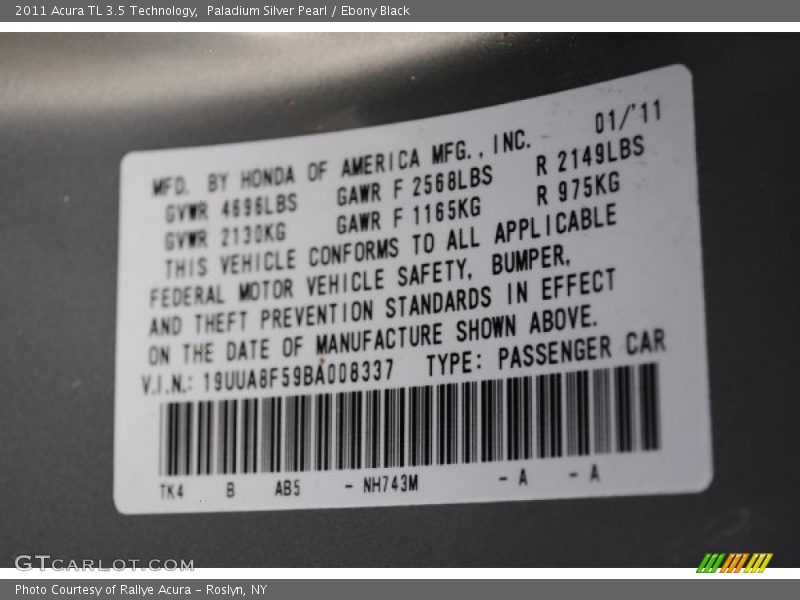 2011 Acura TL 3.5 Technology, Paladium Silver Pearl / Ebony Black
MFD. BY HONDA OF AMERICA MFG., INC. 01/'11
GVWR 4696LBS GAWR F 2568LBS R 2149LBS
GVWR 2130KG GAWR F 1165KG R 975KG
THIS VEHICLE CONFORMS TO ALL APPLICABLE
FEDERAL MOTOR VEHICLE SAFETY, BUMPER,
AND THEFT PREVENTION STANDARDS IN EFFECT
ON THE DATE OF MANUFACTURE SHOWN ABOVE.
V.I.N.: 19UUA8F59BA008337 TYPE: PASSENGER CAR
TK4 B AB5 - NH743M - A - A
GTCARLOT.COM
Photo Courtesy of Rallye Acura – Roslyn, NY